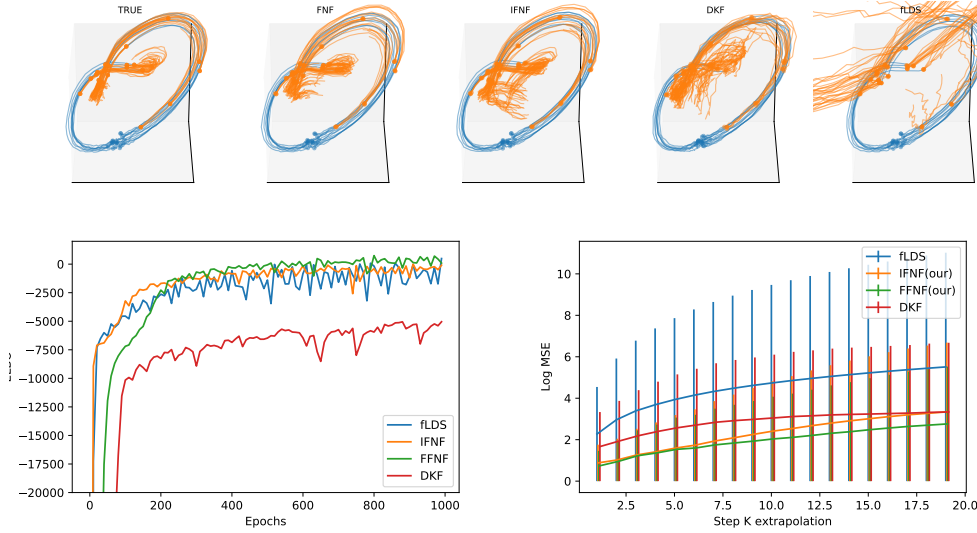 TRUE
FNF
IFNF
DKF
fLDS
0
−2500
−5000
−7500
−10000
−12500
−15000
−17500
−20000
0
200
400
600
800
1000
Epochs
fLDS
IFNF
FFNF
DKF
Log MSE
10
8
6
4
2
0
2.5
5.0
7.5
10.0
12.5
15.0
17.5
20.0
Step K extrapolation
fLDS
IFNF(our)
FFNF(our)
DKF